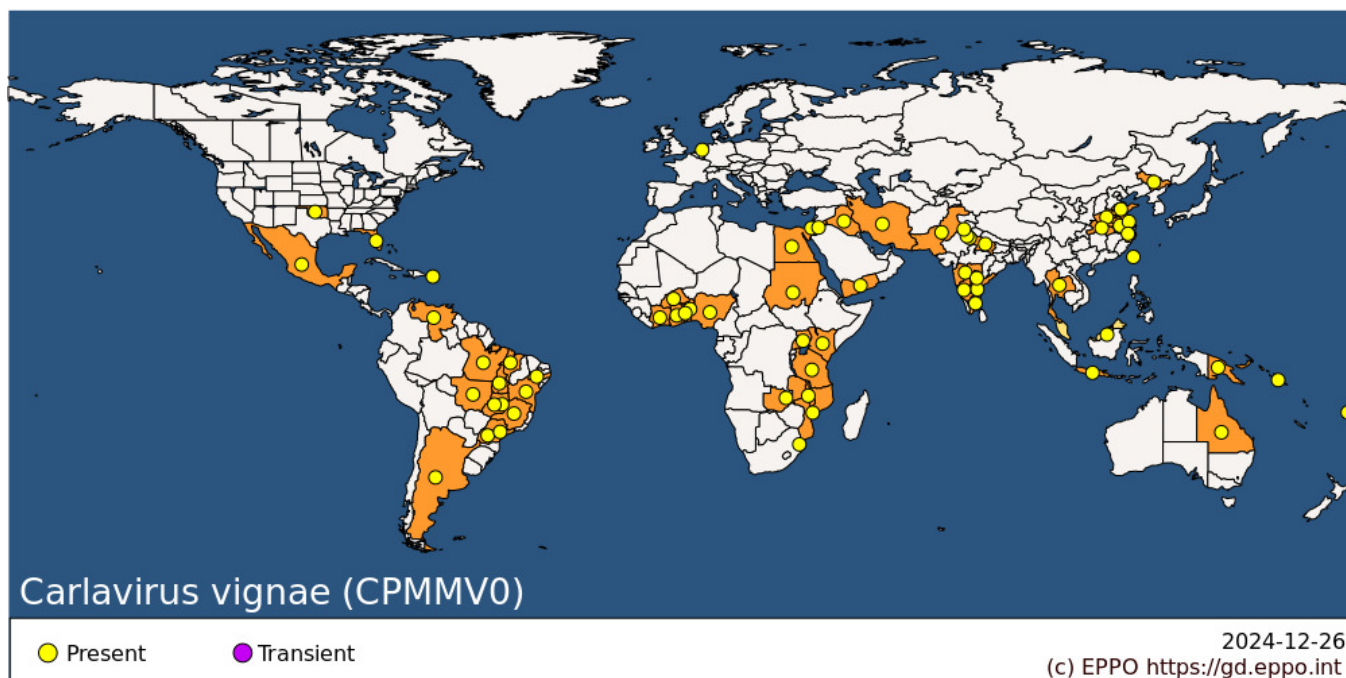 Carlavirus vignae (CPMMV0)
Present
Transient
2024-12-26
(c) EPPO https://gd.eppo.int